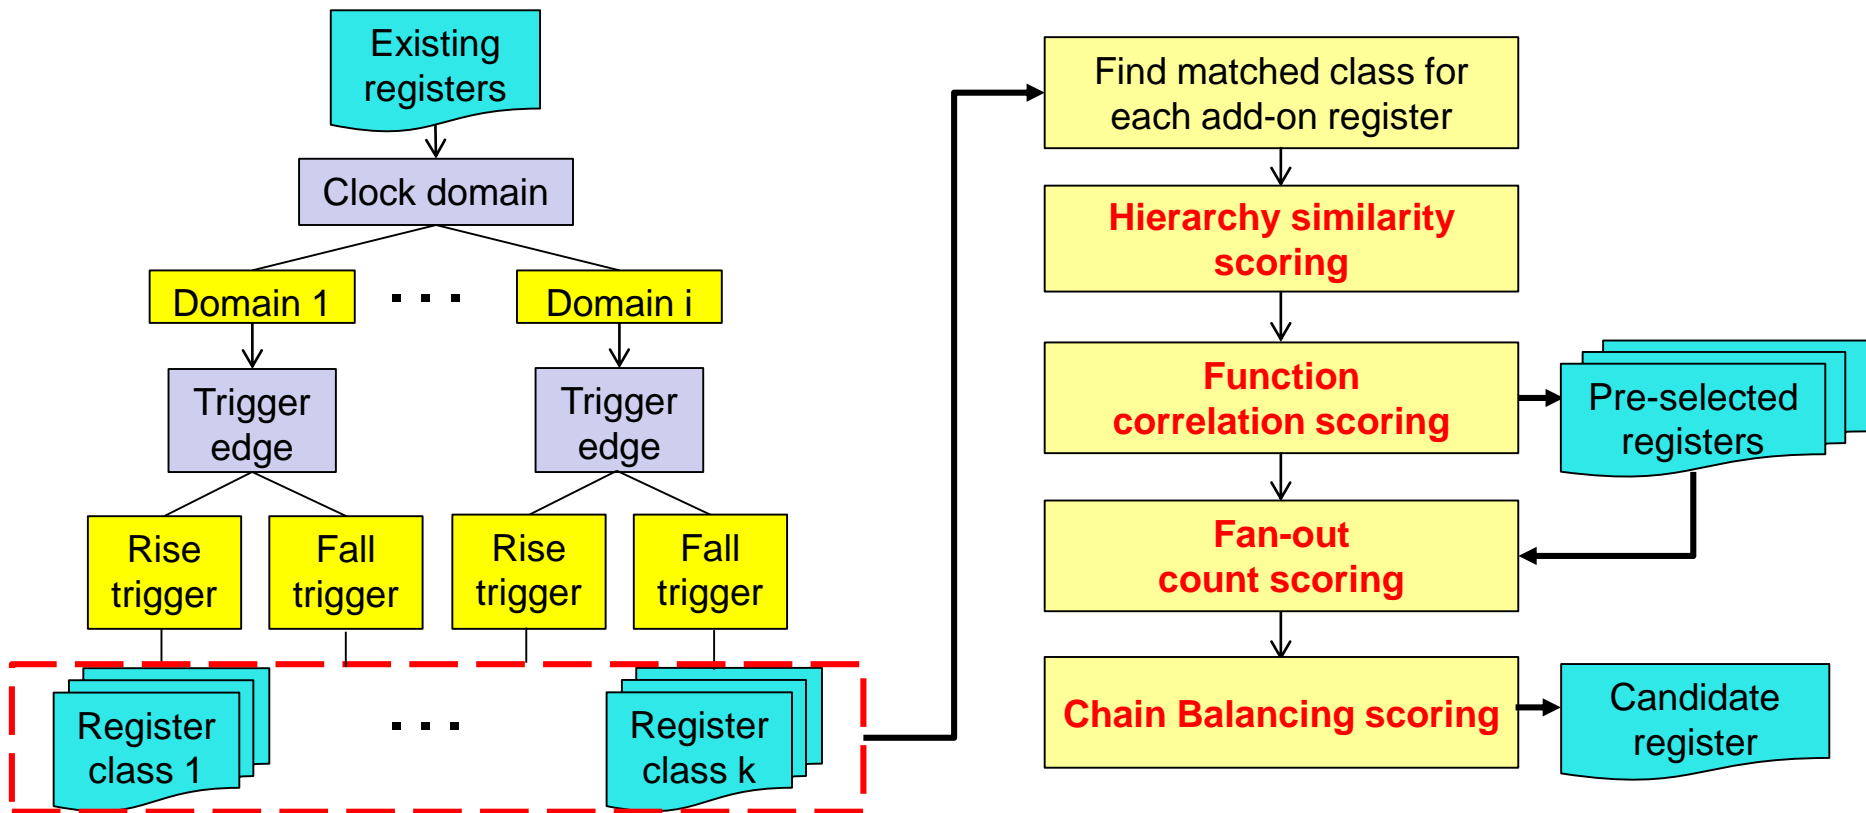 Existing
registers
Clock domain
Domain 1
. . .
Domain i
Trigger
edge
Trigger
edge
Rise
trigger
Fall
trigger
Rise
trigger
Fall
trigger
Register
class 1
. . .
Register
class k
Find matched class for
each add-on register
Hierarchy similarity
scoring
Function
correlation scoring
Pre-selected
registers
Fan-out
count scoring
Chain Balancing scoring
Candidate
register